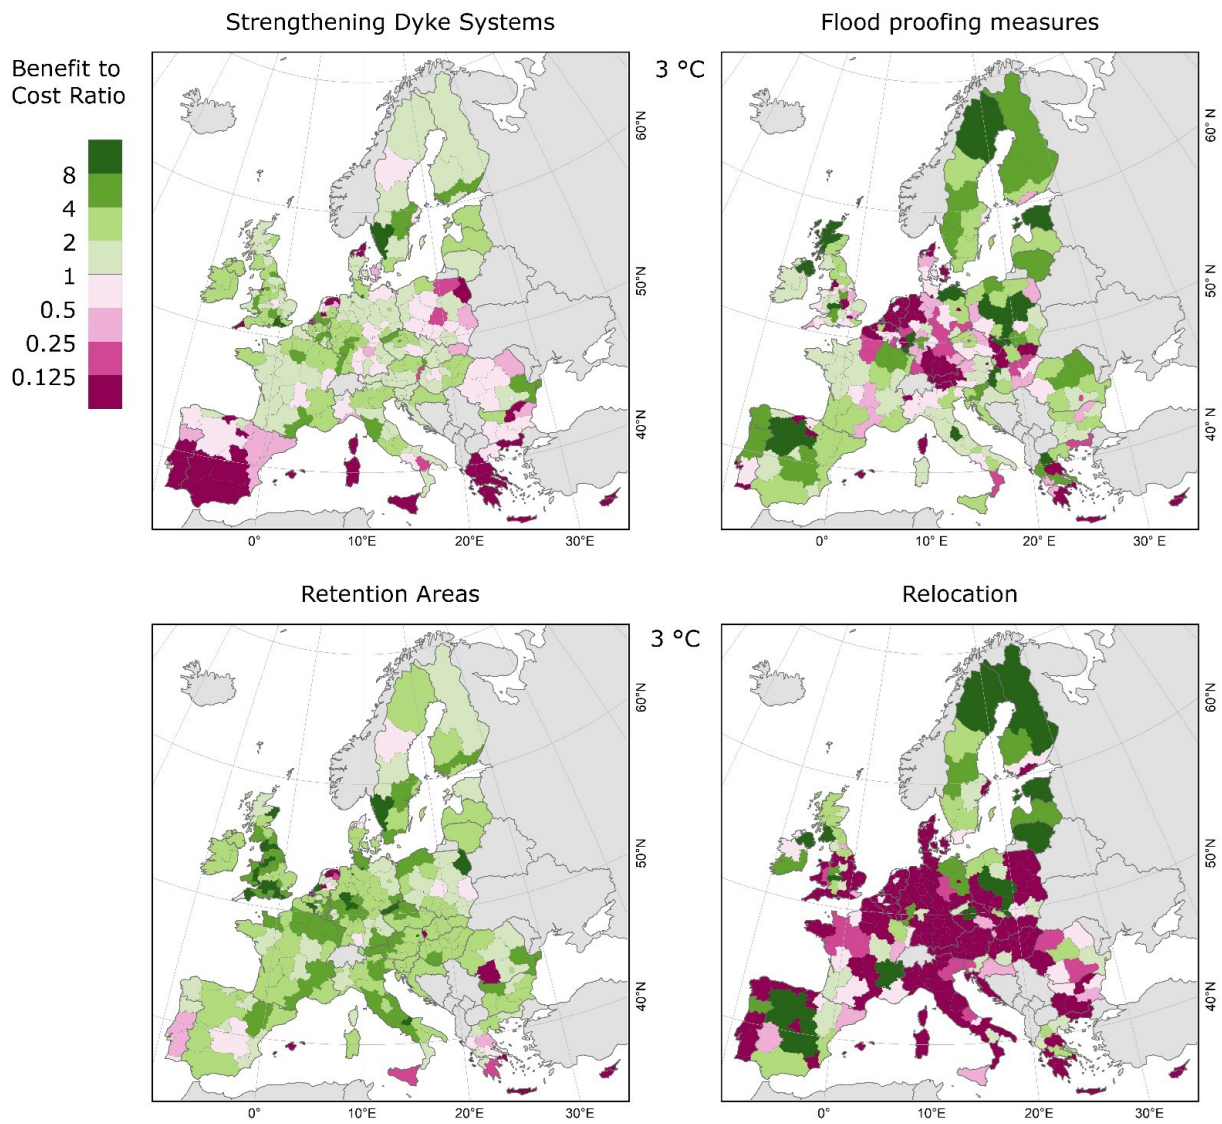 Strengthening Dyke Systems
Flood proofing measures
Benefit to
Cost Ratio
8
4
2
1
0.5
0.25
0.125
3 °C
60°N
50°N
40°N
0°
10°E
20°E
30°E
60° N
50° N
40° N
0°
10° E
20° E
30° E
Retention Areas
Relocation
3 °C
60°N
50°N
40°N
0°
10°E
20°E
30°E
60° N
50° N
40° N
0°
10°E
20° E
30° E